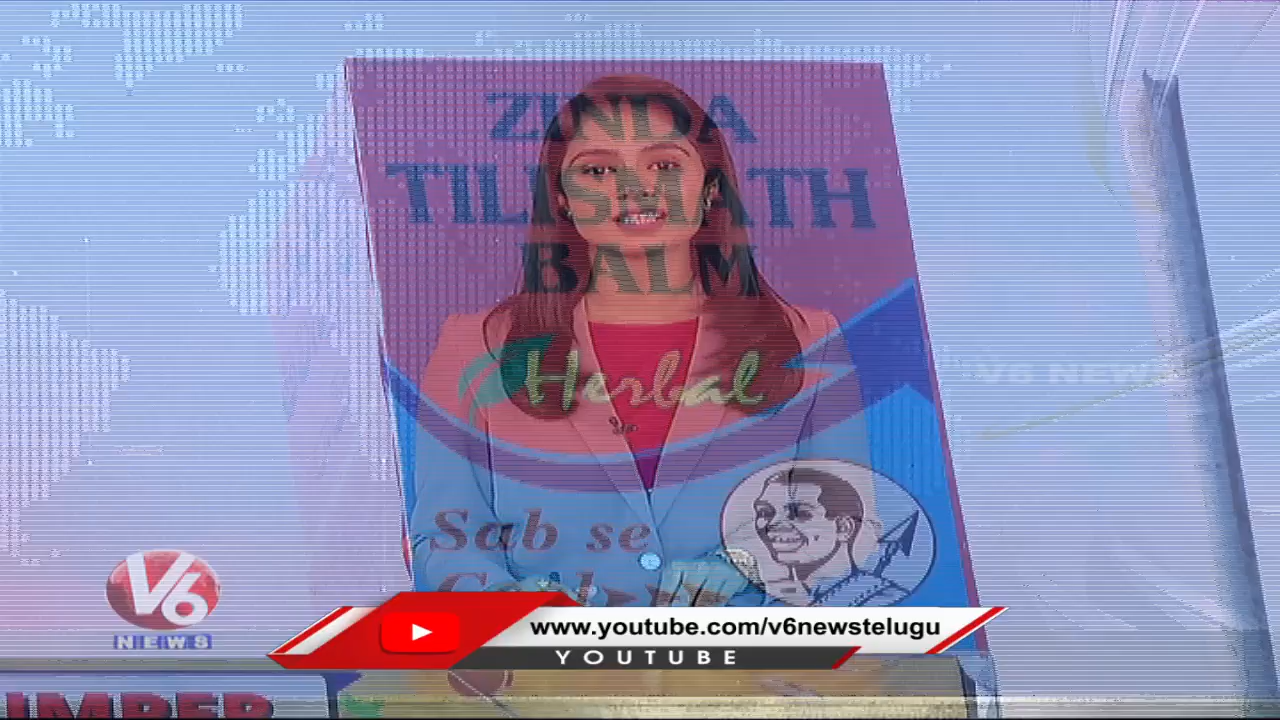 ZINDA
TILISMATH
BALM
Herbal
Sab se
V6 NEWS
V6
NEWS
www.youtube.com/v6newstelugu
YOUTUBE